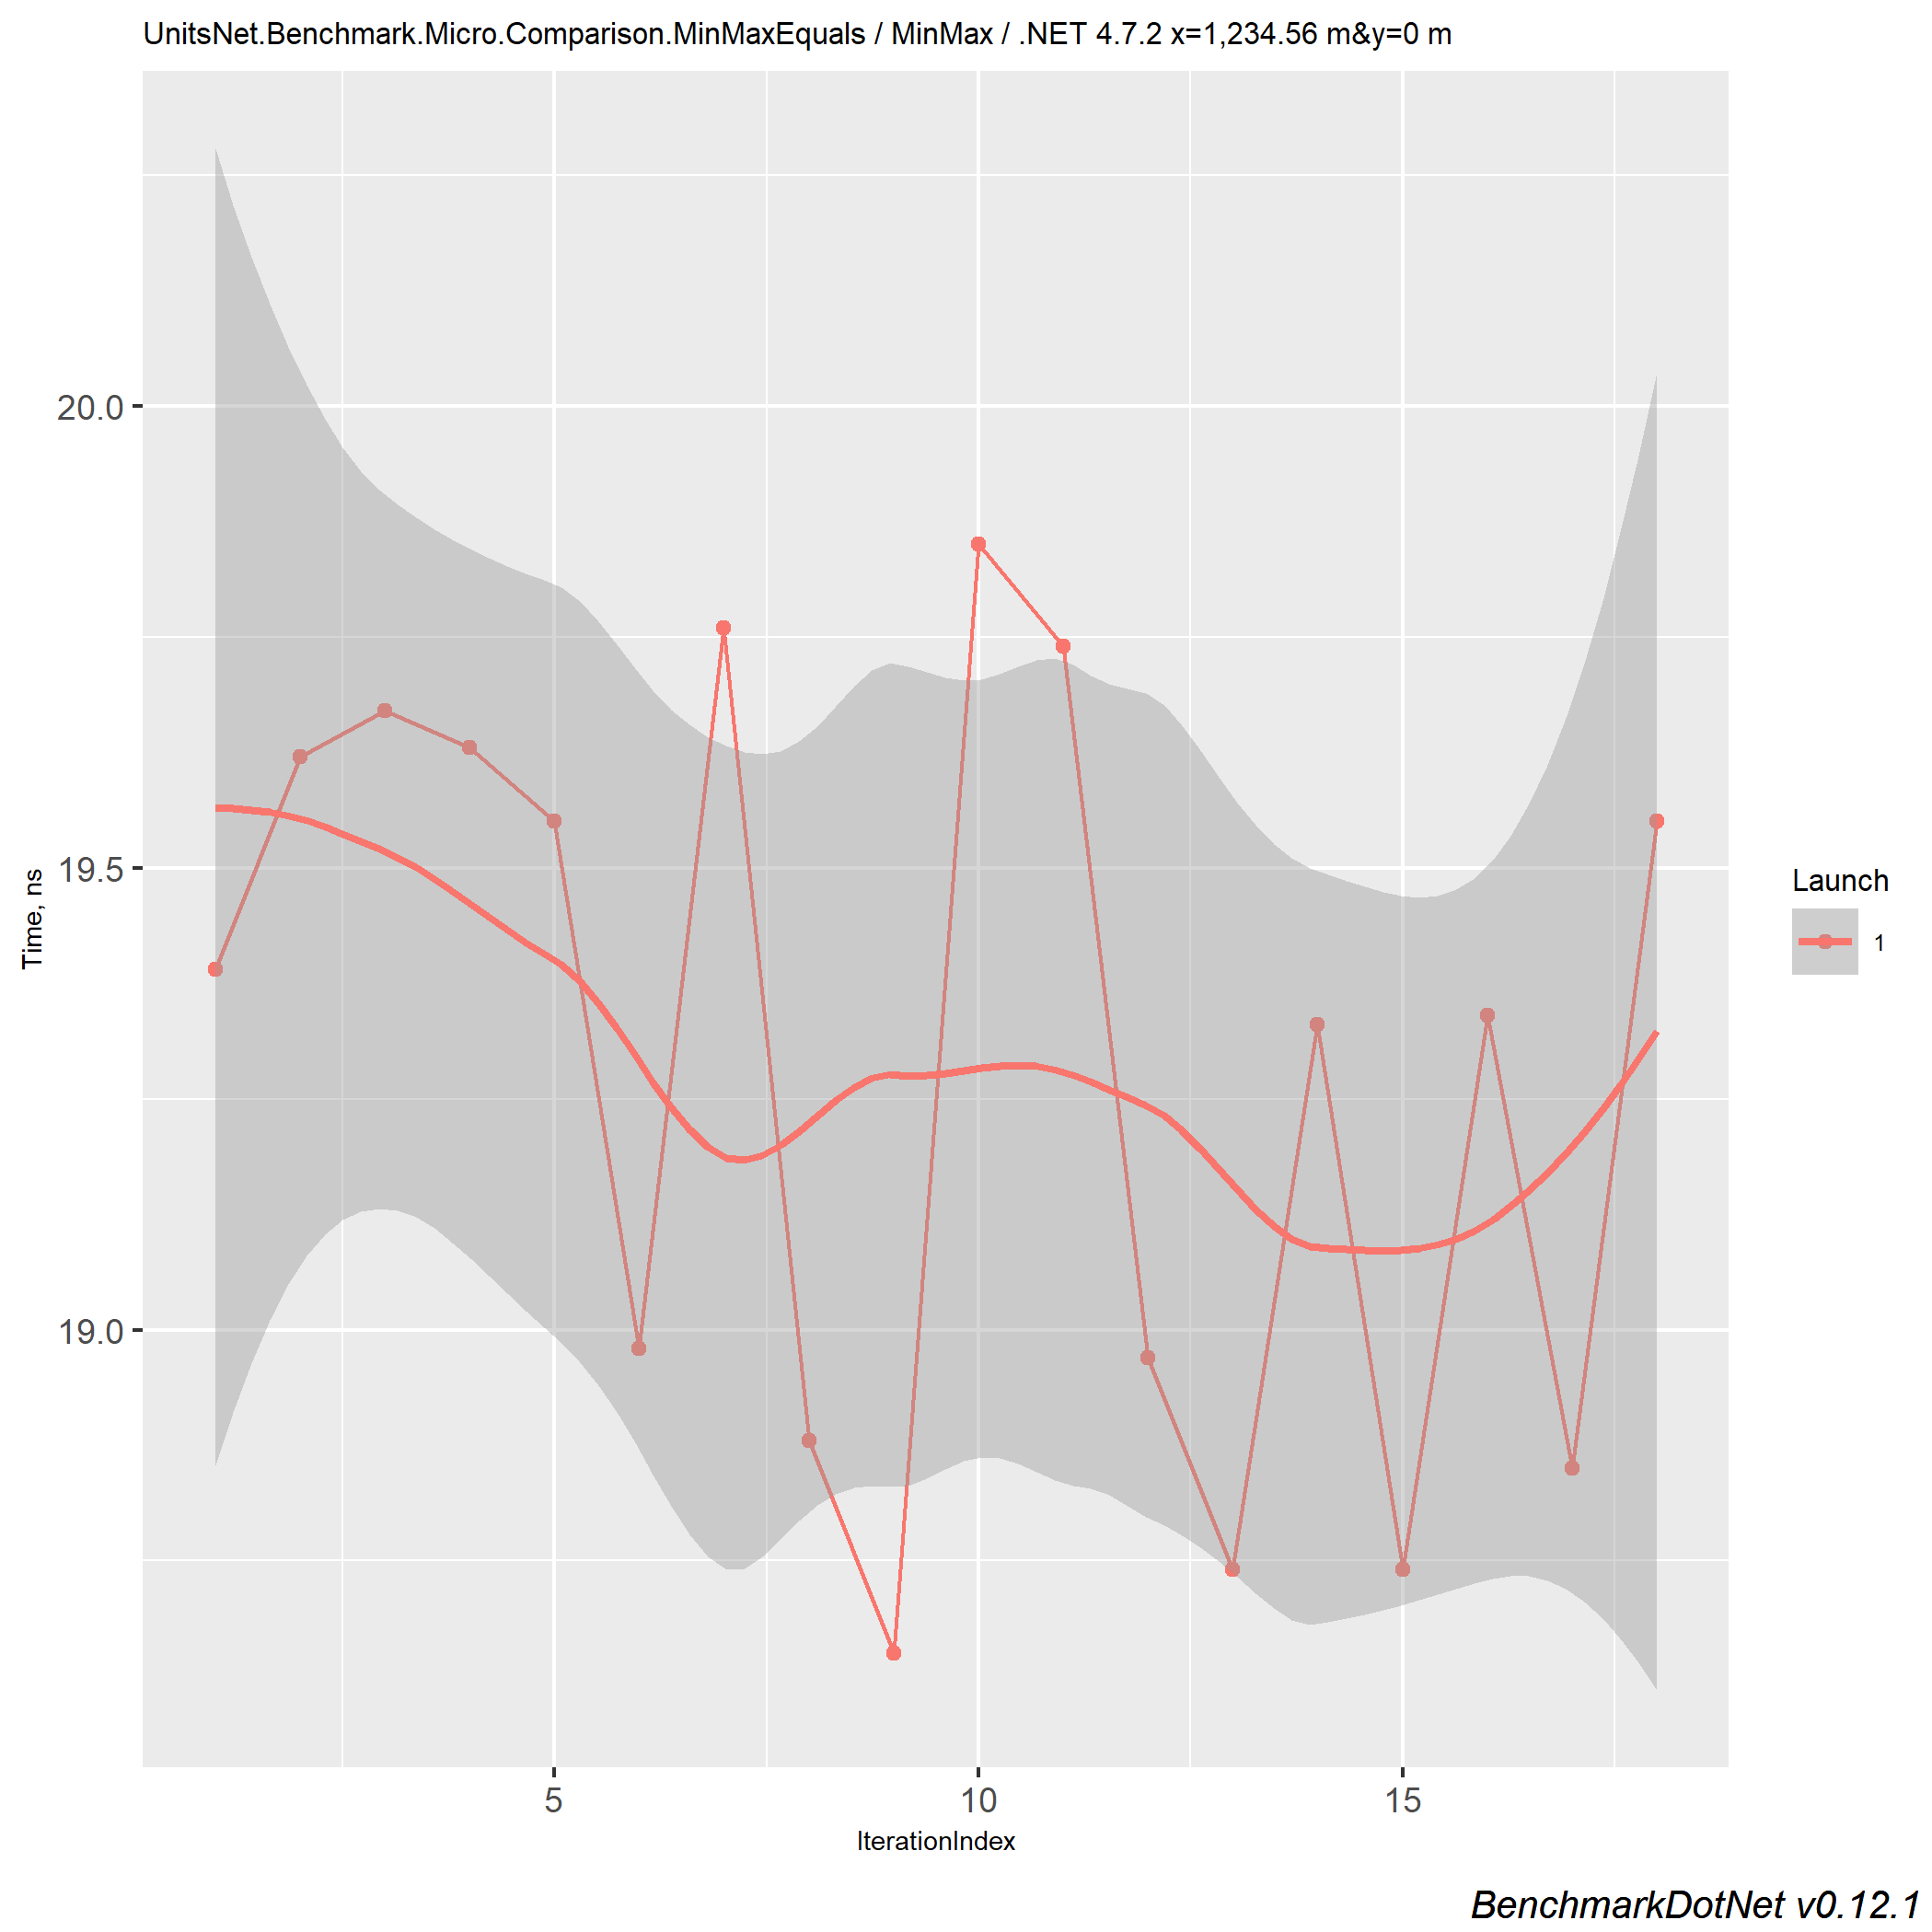 UnitsNet.Benchmark.Micro.Comparison.MinMaxEquals / MinMax / .NET 4.7.2 x=1,234.56 m&y=0 m
20.0
19.5
19.0
Time, ns
5 10 15
IterationIndex
Launch
1
BenchmarkDotNet v0.12.1